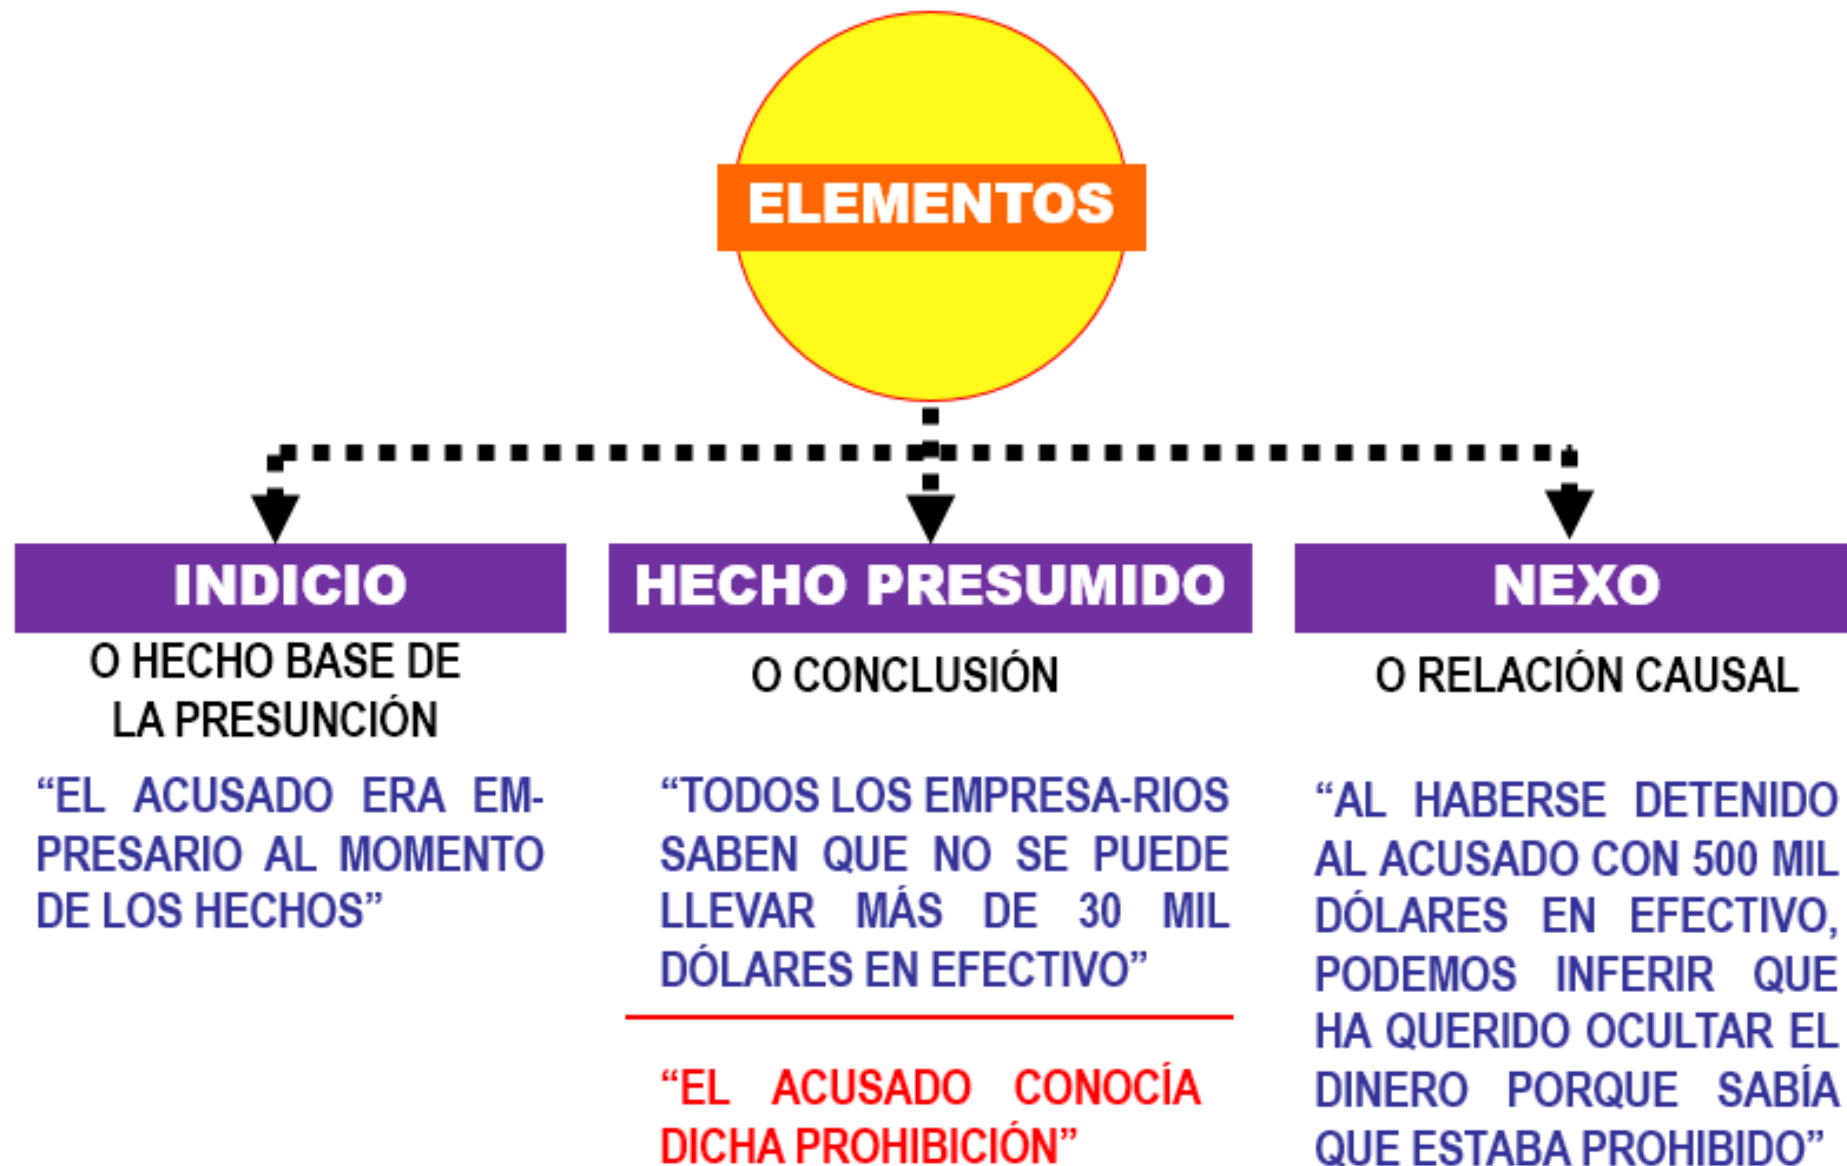 ELEMENTOS
INDICIO
O HECHO BASE DE
LA PRESUNCIÓN
“EL ACUSADO ERA EM-
PRESARIO AL MOMENTO
DE LOS HECHOS”
HECHO PRESUMIDO
O CONCLUSIÓN
“TODOS LOS EMPRESA-RIOS
SABEN QUE NO SE PUEDE
LLEVAR MÁS DE 30 MIL
DÓLARES EN EFECTIVO”
“EL ACUSADO CONOCÍA
DICHA PROHIBICIÓN”
NEXO
O RELACIÓN CAUSAL
“AL HABERSE DETENIDO
AL ACUSADO CON 500 MIL
DÓLARES EN EFECTIVO,
PODEMOS INFERIR QUE
HA QUERIDO OCULTAR EL
DINERO PORQUE SABÍA
QUE ESTABA PROHIBIDO”